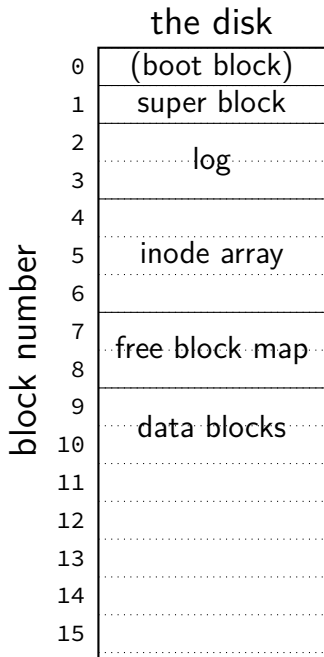 the disk
block number
0 (boot block)
1 super block
2
log
3
4
5 inode array
6
7
free block map
8
9
data blocks
10
11
12
13
14
15